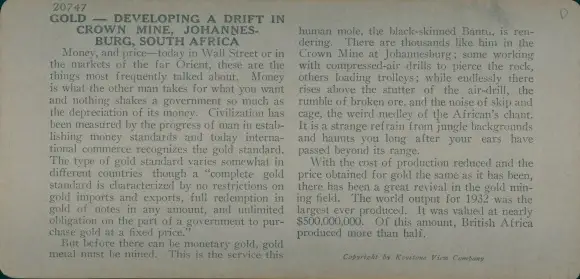 20747
GOLD — DEVELOPING A DRIFT IN
CROWN MINE, JOHANNES-
BURG, SOUTH AFRICA
Money, and price—today in Wall Street or in
the markets of the far Orient, these are the
things most frequently talked about. Money
is what the other man takes for what you want
and nothing shakes a government so much as
the depreciation of its money. Civilization has
been measured by the progress of man in estab-
lishing money standards and today interna-
tional commerce recognizes the gold standard.
The type of gold standard varies somewhat in
different countries though a "complete gold
standard is characterized by no restrictions on
gold imports and exports, full redemption in
gold of notes in any amount, and unlimited
obligation on the part of a government to pur-
chase gold at a fixed price."
But before there can be monetary gold, gold
metal must be mined. This is the service this
human mole, the black-skinned Bantu, is ren-
dering. There are thousands like him in the
Crown Mine at Johannesburg; some working
with compressed-air drills to pierce the rock,
others loading trolleys; while endlessly there
rises above the stutter of the air-drill, the
rumble of broken ore, and the noise of skip and
cage, the weird medley of the African's chant.
It is a strange refrain from jungle backgrounds
and haunts you long after your ears have
passed beyond its range.
With the cost of production reduced and the
price obtained for gold the same as it has been,
there has been a great revival in the gold min-
ing field. The world output for 1932 was the
largest ever produced. It was valued at nearly
$500,000,000. Of this amount, British Africa
produced more than half.
Copyright by Keystone View Company